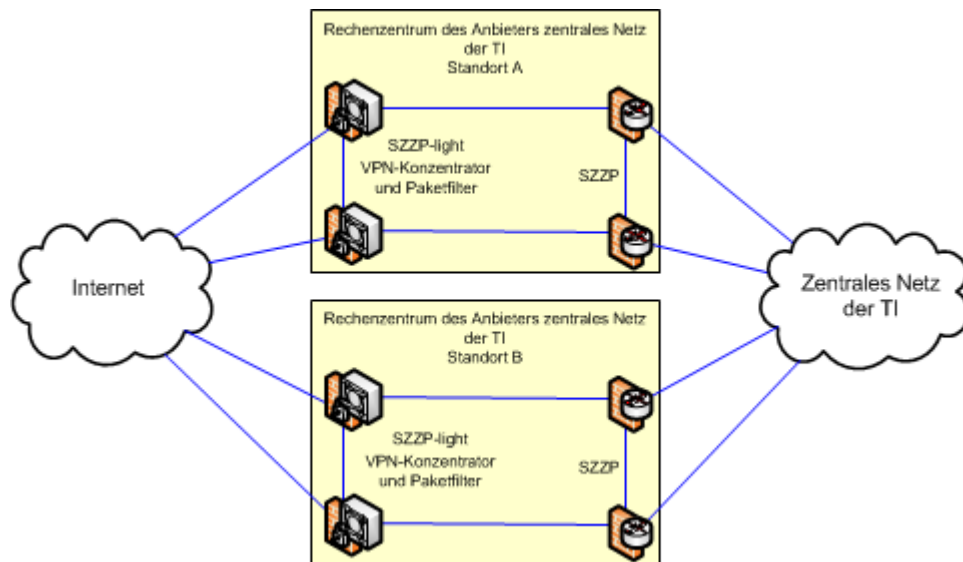 Rechenzentrum des Anbieters zentrales Netz
der TI
Standort A
SZZP-light
VPN-Konzentrator
und Paketfilter
SZZP
Internet
Zentrales Netz
der TI
Rechenzentrum des Anbieters zentrales Netz
der TI
Standort B
SZZP-light
VPN-Konzentrator
und Paketfilter
SZZP